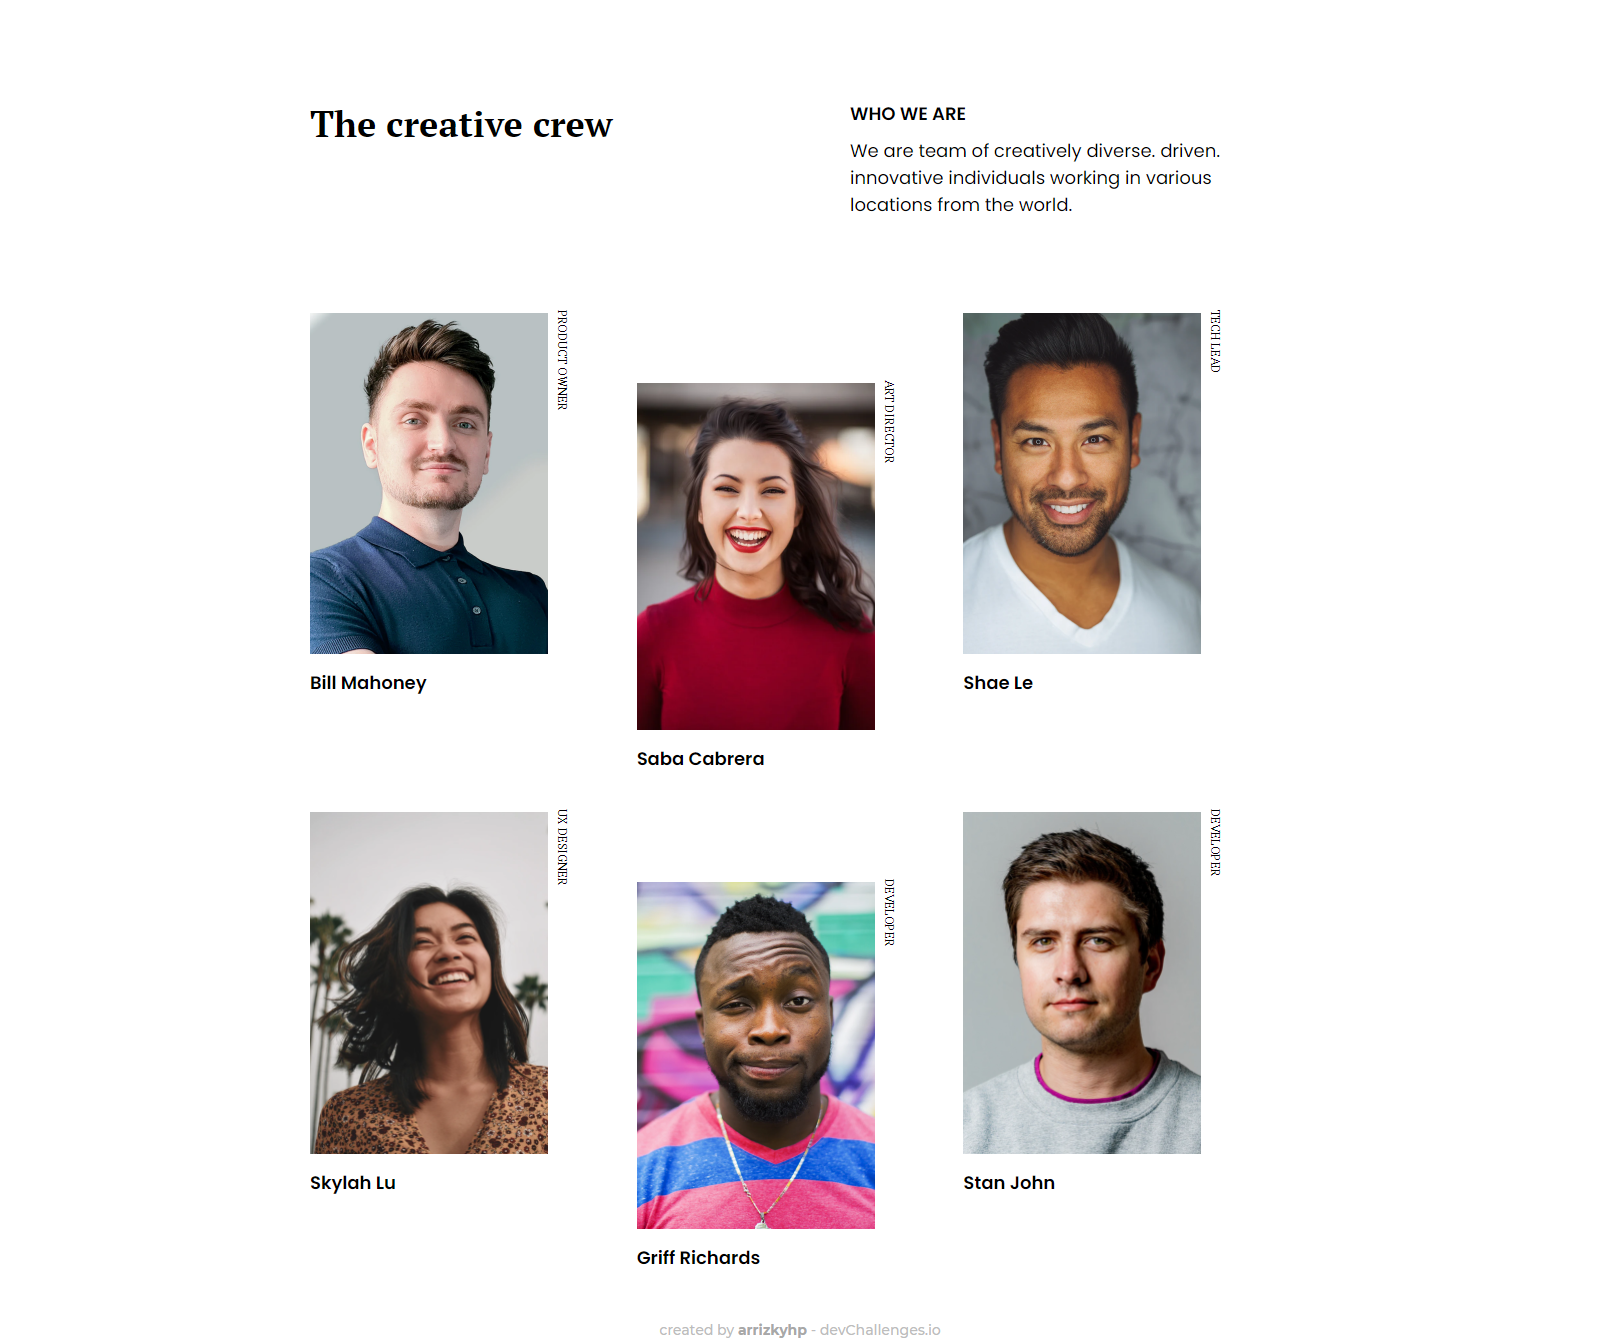 The creative crew
WHO WE ARE
We are team of creatively diverse. driven.
innovative individuals working in various
locations from the world.
PRODUCT OWNER
Bill Mahoney
ART DIRECTOR
Saba Cabrera
TECH LEAD
Shae Le
UX DESIGNER
Skylah Lu
DEVELOPER
Griff Richards
DEVELOPER
Stan John
created by arrizkyhp - devChallenges.io